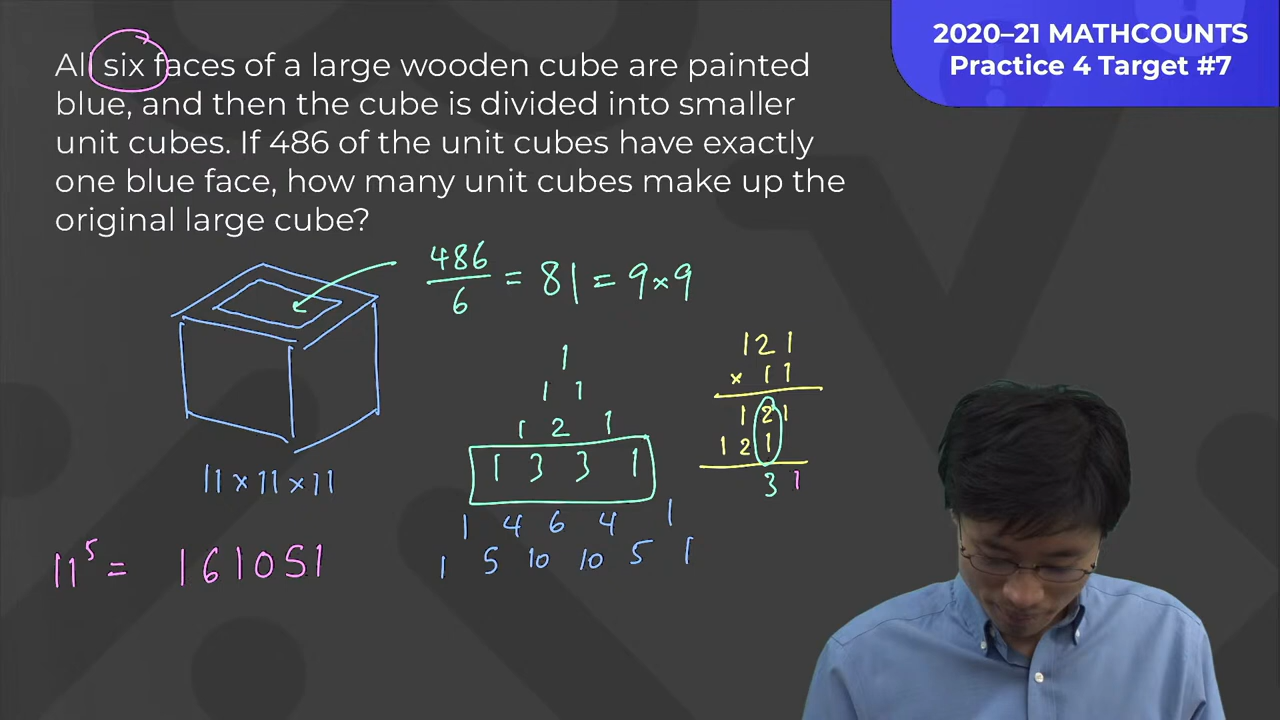 2020–21 MATHCOUNTS
Practice 4 Target #7
All six faces of a large wooden cube are painted
blue, and then the cube is divided into smaller
unit cubes. If 486 of the unit cubes have exactly
one blue face, how many unit cubes make up the
original large cube?
486/6 = 81 = 9×9
11×11×11
11^5 = 161051
1
1 1
1 2 1
1 3 3 1
1 4 6 4 1
1 5 10 10 5 1
121
× 11
121
121
31